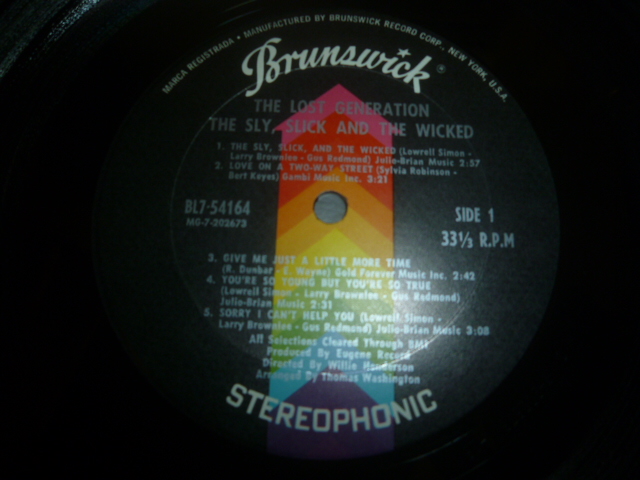 MARCA REGISTRADA • MANUFACTURED BY BRUNSWICK RECORD CORP. NEW YORK, U.S.A.
Brunswick ®
THE LOST GENERATION
THE SLY, SLICK AND THE WICKED
1. THE SLY, SLICK, AND THE WICKED (Lowrell Simon -
Larry Brownlee - Gus Redmond) Julio-Brian Music 2:57
2. LOVE ON A TWO-WAY STREET (Sylvia Robinson -
Bert Keyes) Gambi Music Inc. 3:21
BL7-54164
MG-7-202673
SIDE 1
33⅓ R.P.M
3. GIVE ME JUST A LITTLE MORE TIME
(R. Dunbar - E. Wayne) Gold Forever Music Inc. 2:42
4. YOU'RE SO YOUNG BUT YOU'RE SO TRUE
(Lowrell Simon - Larry Brownlee - Gus Redmond)
Julio-Brian Music 2:31
5. SORRY I CAN'T HELP YOU (Lowrell Simon -
Larry Brownlee - Gus Redmond) Julio-Brian Music 3:08
All Selections Cleared Through BMI
Produced By Eugene Record
Directed By Willie Henderson
Arranged By Thomas Washington
STEREOPHONIC